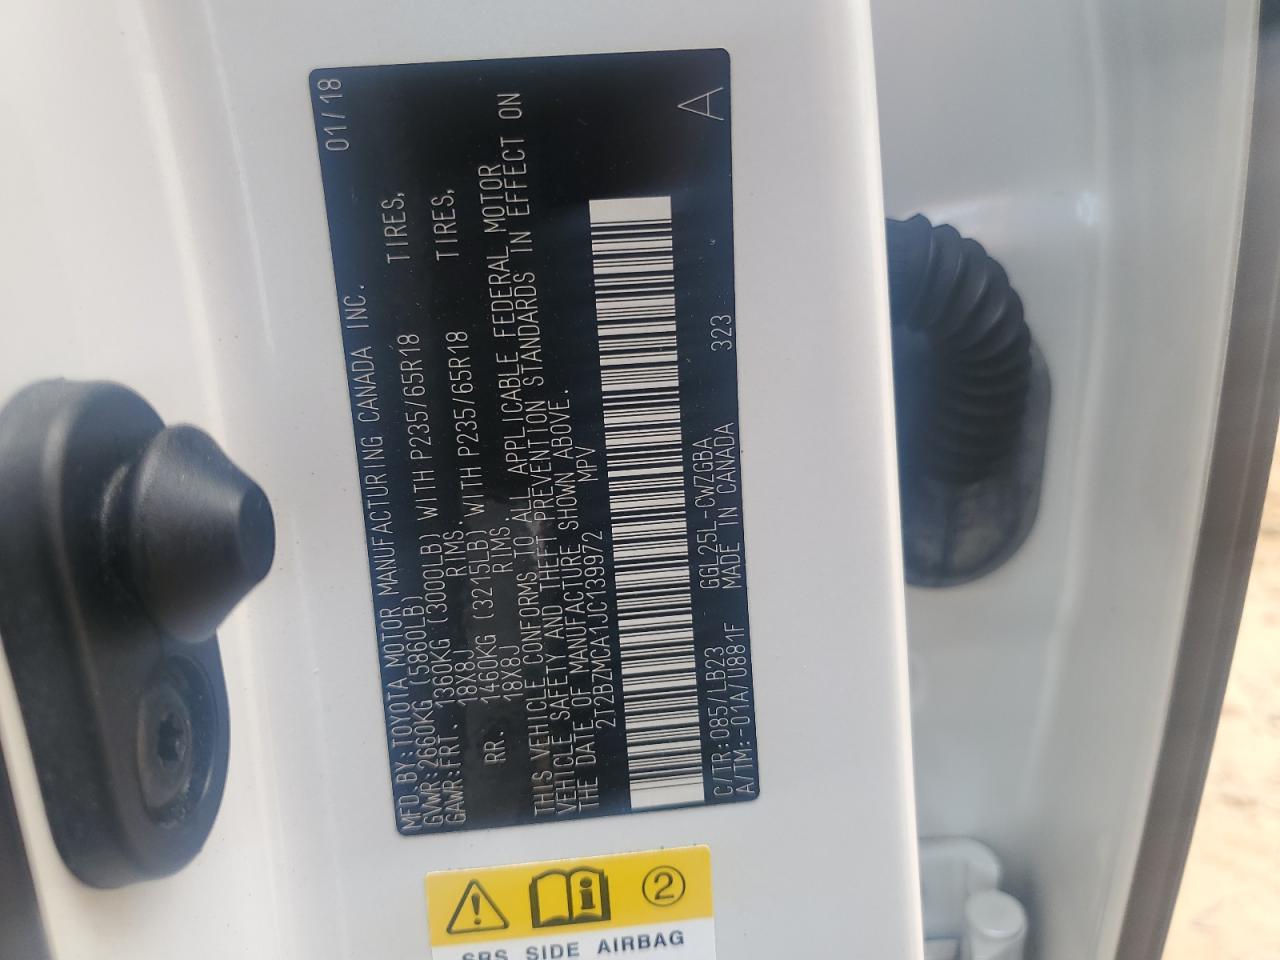 MFD.BY:TOYOTA MOTOR MANUFACTURING CANADA INC. 01/18
GVWR:2660KG (5860LB)
GAWR:FRT. 1360KG (3000LB) WITH P235/65R18 TIRES,
18X8J RIMS.
RR. 1460KG (3215LB) WITH P235/65R18 TIRES,
18X8J RIMS.
THIS VEHICLE CONFORMS TO ALL APPLICABLE FEDERAL MOTOR
VEHICLE SAFETY AND THEFT PREVENTION STANDARDS IN EFFECT ON
THE DATE OF MANUFACTURE SHOWN ABOVE.
2T2BZMCA1JC139972 MPV
C/TR:085/LB23 GGL25L-CWZGBA 323 A
A/TM:-01A/U881F MADE IN CANADA
2
SRS SIDE AIRBAG